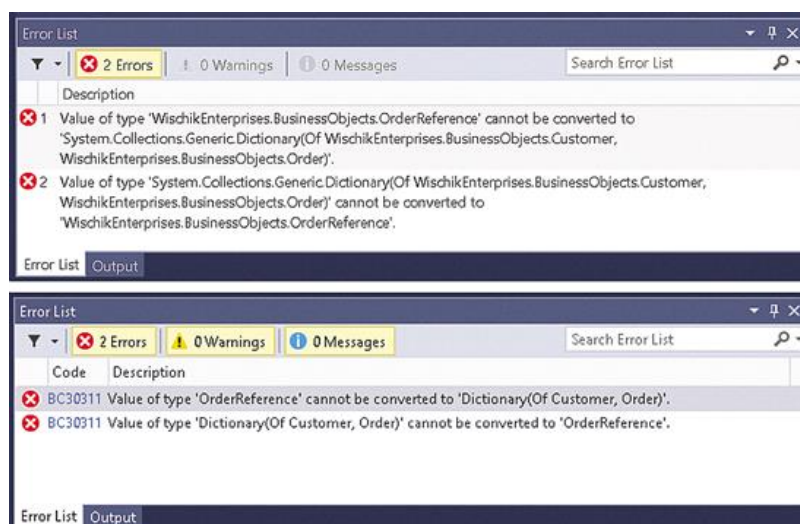 Error List
2 Errors ! 0 Warnings 0 Messages Search Error List
Description
1 Value of type 'WischikEnterprises.BusinessObjects.OrderReference' cannot be converted to
'System.Collections.Generic.Dictionary(Of WischikEnterprises.BusinessObjects.Customer,
WischikEnterprises.BusinessObjects.Order)'.
2 Value of type 'System.Collections.Generic.Dictionary(Of WischikEnterprises.BusinessObjects.Customer,
WischikEnterprises.BusinessObjects.Order)' cannot be converted to
'WischikEnterprises.BusinessObjects.OrderReference'.
Error List Output
Error List
2 Errors 0 Warnings 0 Messages Search Error List
Code Description
BC30311 Value of type 'OrderReference' cannot be converted to 'Dictionary(Of Customer, Order)'.
BC30311 Value of type 'Dictionary(Of Customer, Order)' cannot be converted to 'OrderReference'.
Error List Output